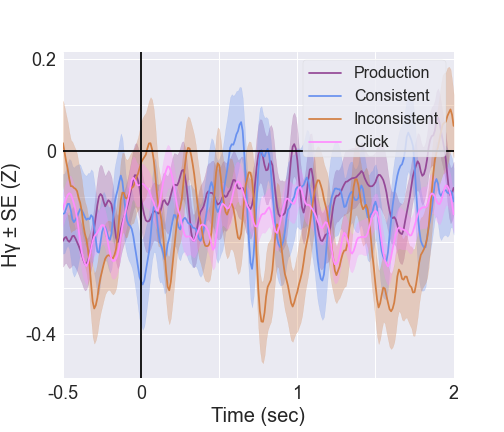 0.2
0
-0.4
Hγ ± SE (Z)
Production
Consistent
Inconsistent
Click
-0.5
0
1
2
Time (sec)